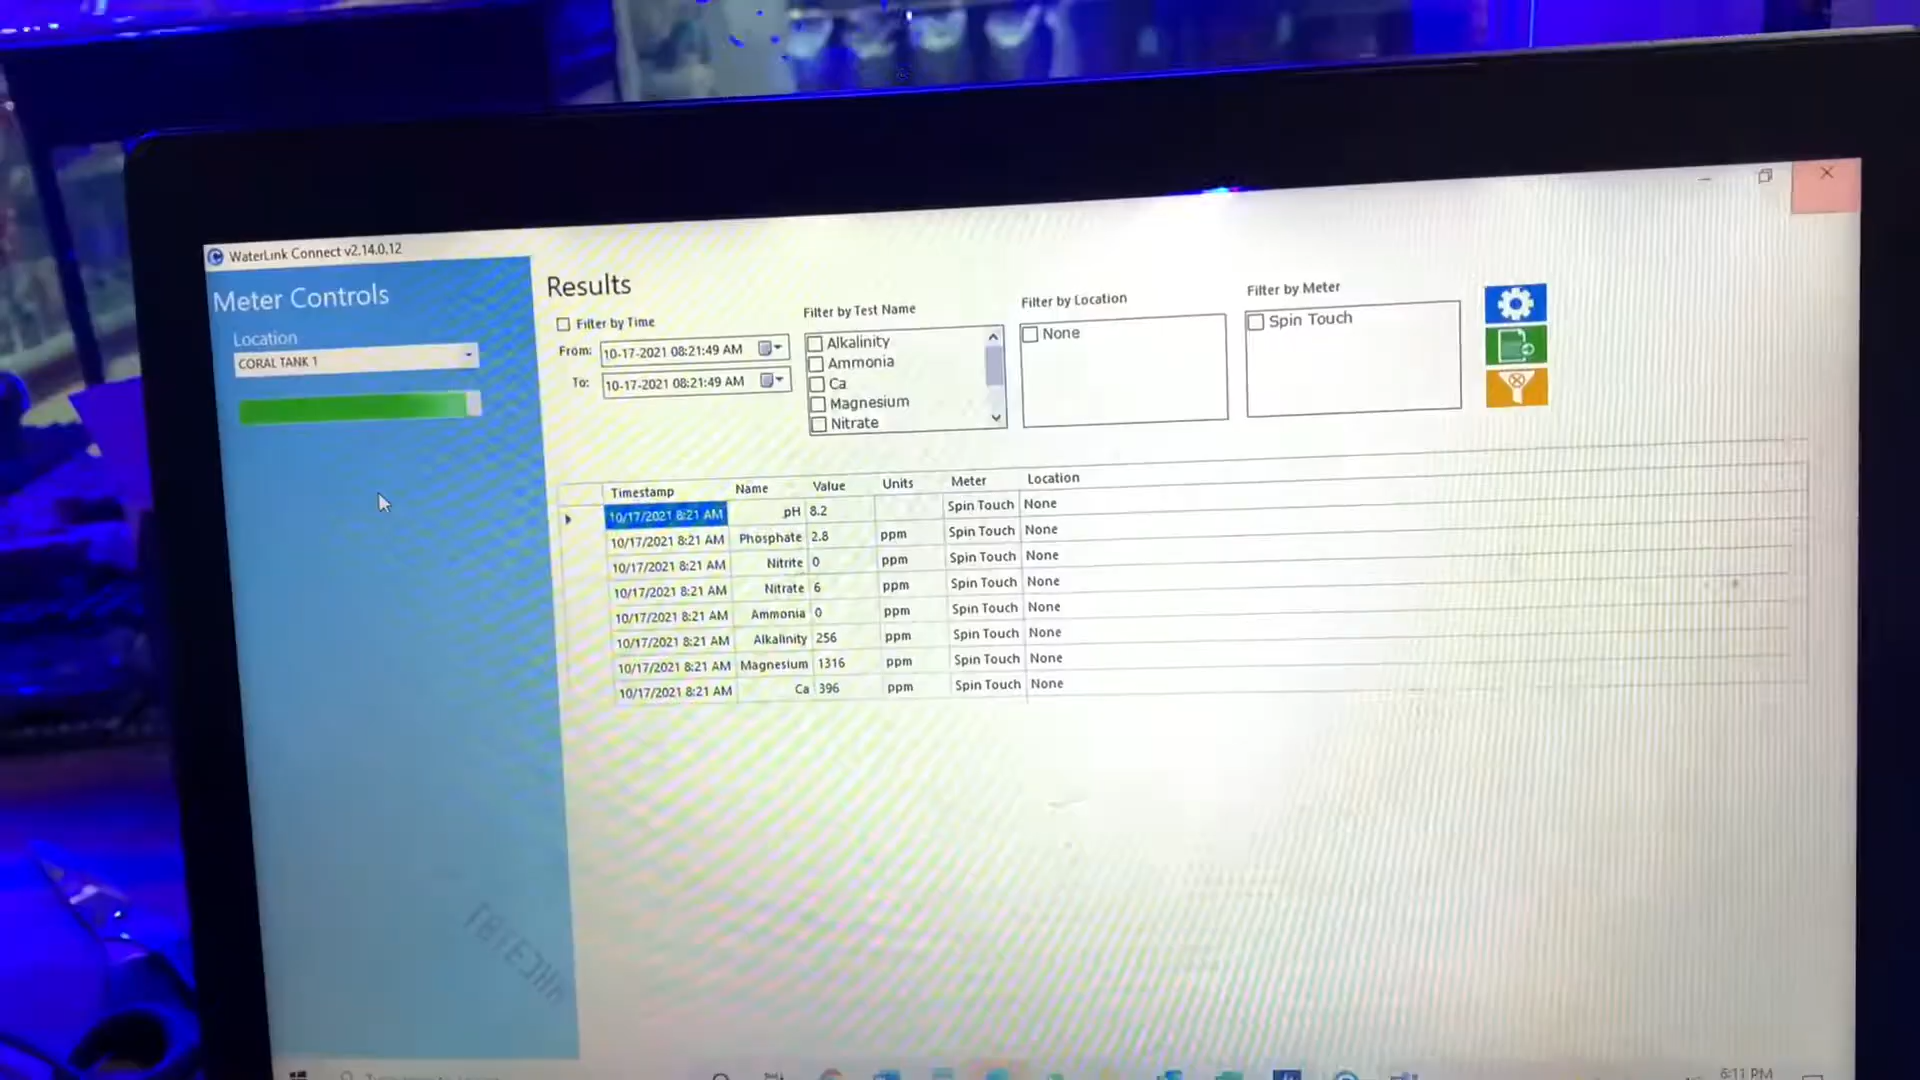 WaterLink Connect v2.14.0.12
Meter Controls
Location
CORAL TANK 1
Results
Filter by Time
From: 10-17-2021 08:21:49 AM
To: 10-17-2021 08:21:49 AM
Filter by Test Name
Alkalinity
Ammonia
Ca
Magnesium
Nitrate
Filter by Location
None
Filter by Meter
Spin Touch
Timestamp Name Value Units Meter Location
10/17/2021 8:21 AM pH 8.2 Spin Touch None
10/17/2021 8:21 AM Phosphate 2.8 ppm Spin Touch None
10/17/2021 8:21 AM Nitrite 0 ppm Spin Touch None
10/17/2021 8:21 AM Nitrate 6 ppm Spin Touch None
10/17/2021 8:21 AM Ammonia 0 ppm Spin Touch None
10/17/2021 8:21 AM Alkalinity 256 ppm Spin Touch None
10/17/2021 8:21 AM Magnesium 1316 ppm Spin Touch None
10/17/2021 8:21 AM Ca 396 ppm Spin Touch None
6:11 PM